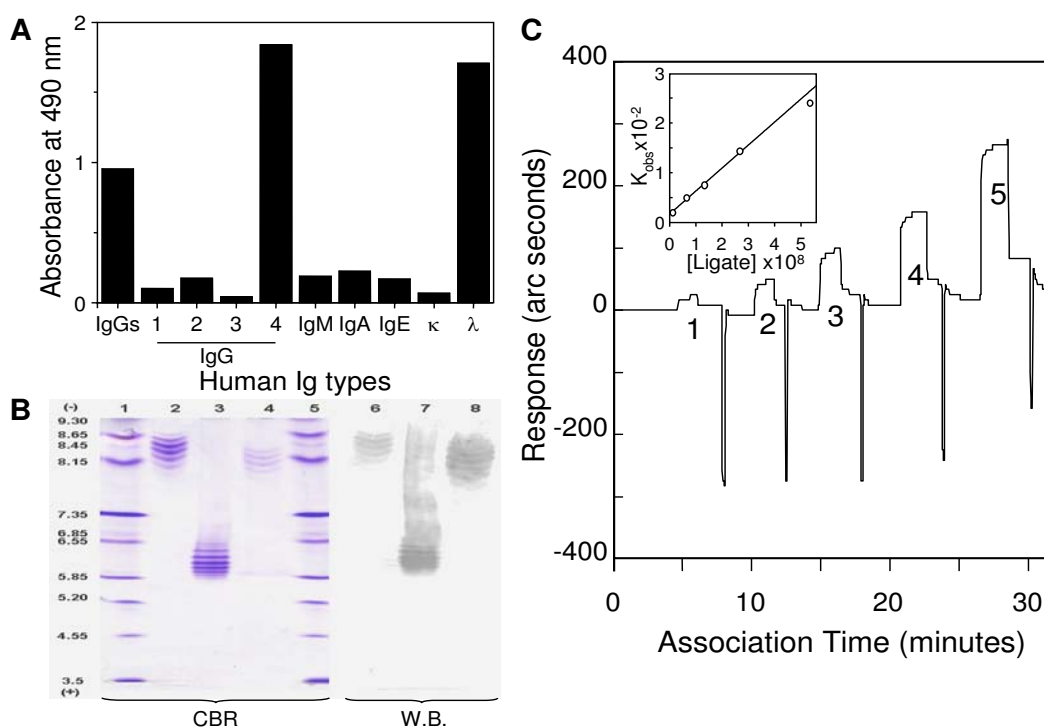 A
Absorbance at 490 nm
2
1
0
IgGs 1 2 3 4 IgM IgA IgE κ λ
IgG
Human Ig types
B
(-) 1 2 3 4 5 6 7 8
9.30
8.65
8.45
8.15
7.35
6.85
6.55
5.85
5.20
4.55
3.5
(+)
CBR W.B.
C
Response (arc seconds)
400
200
0
-200
-400
0 10 20 30
Association Time (minutes)
1 2 3 4 5
Kobs x10-2
3
2
1
0
0 1 2 3 4 5
[Ligate] x108